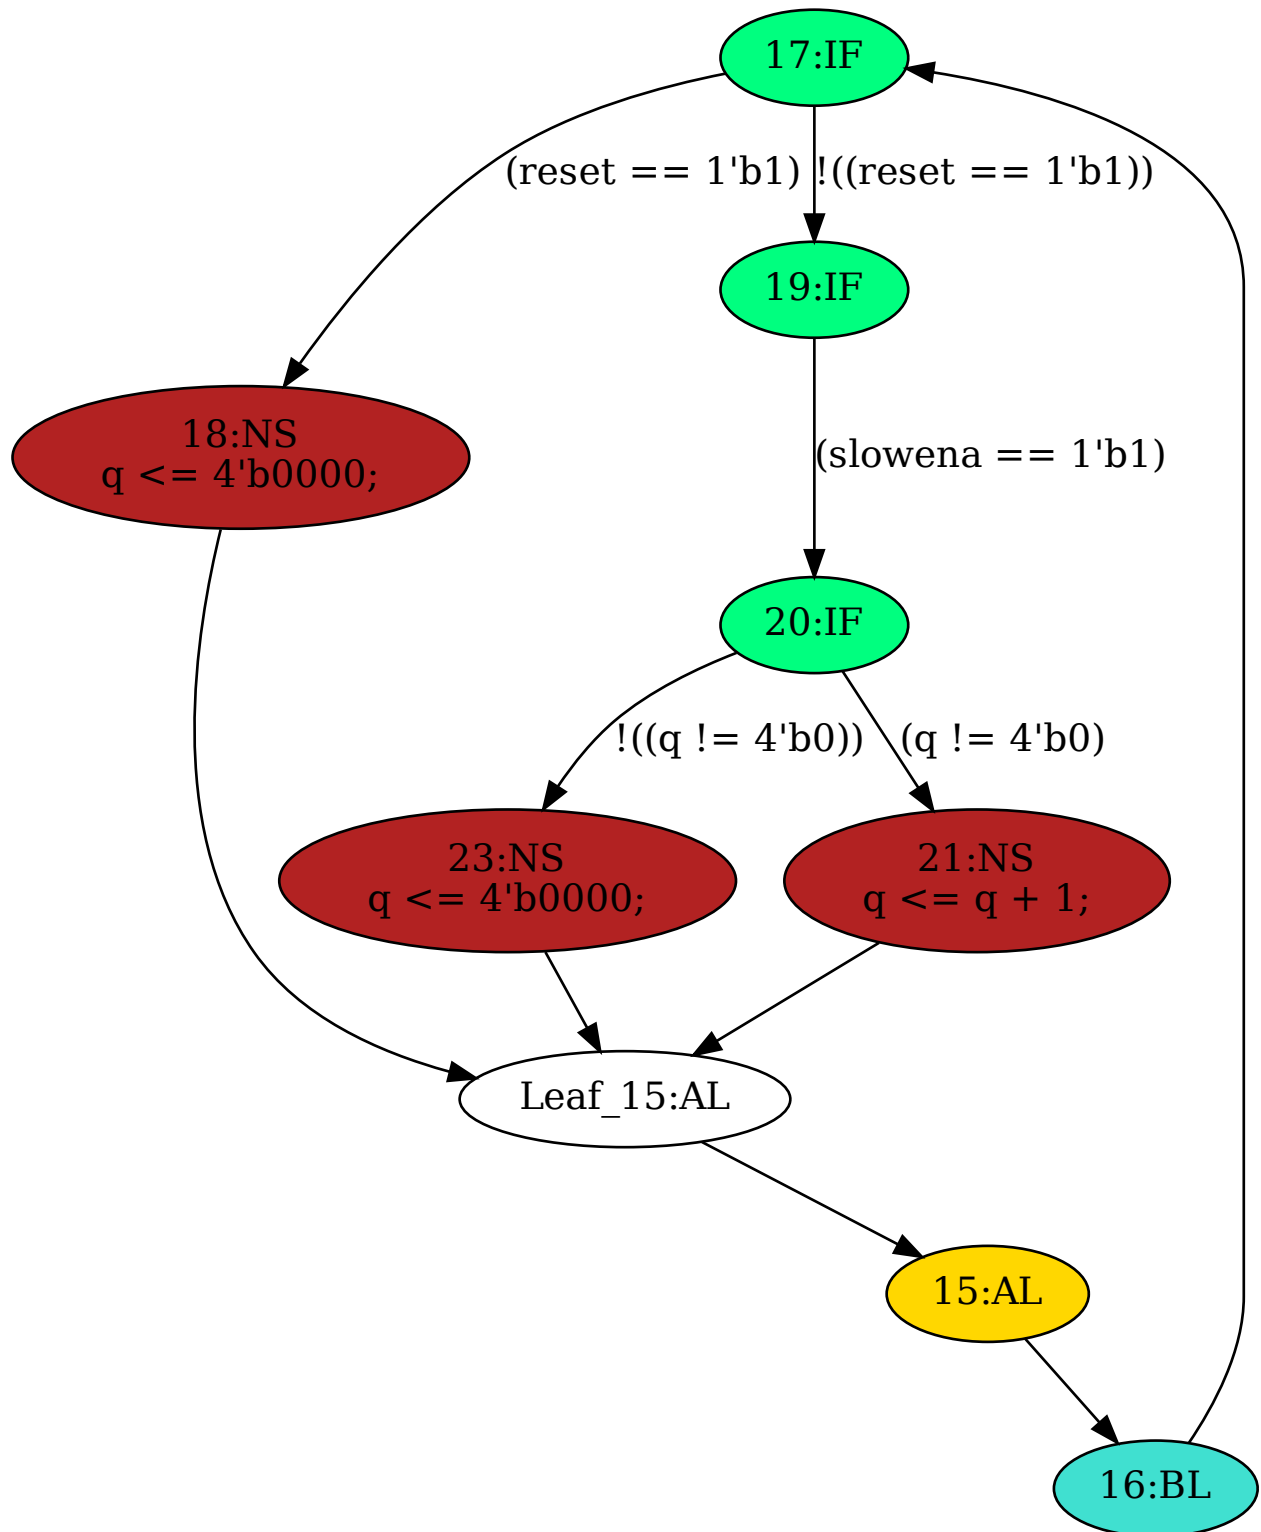 17:IF
(reset == 1'b1)
!((reset == 1'b1))
19:IF
18:NS
q <= 4'b0000;
(slowena == 1'b1)
20:IF
!((q != 4'b0))
(q != 4'b0)
23:NS
q <= 4'b0000;
21:NS
q <= q + 1;
Leaf_15:AL
15:AL
16:BL